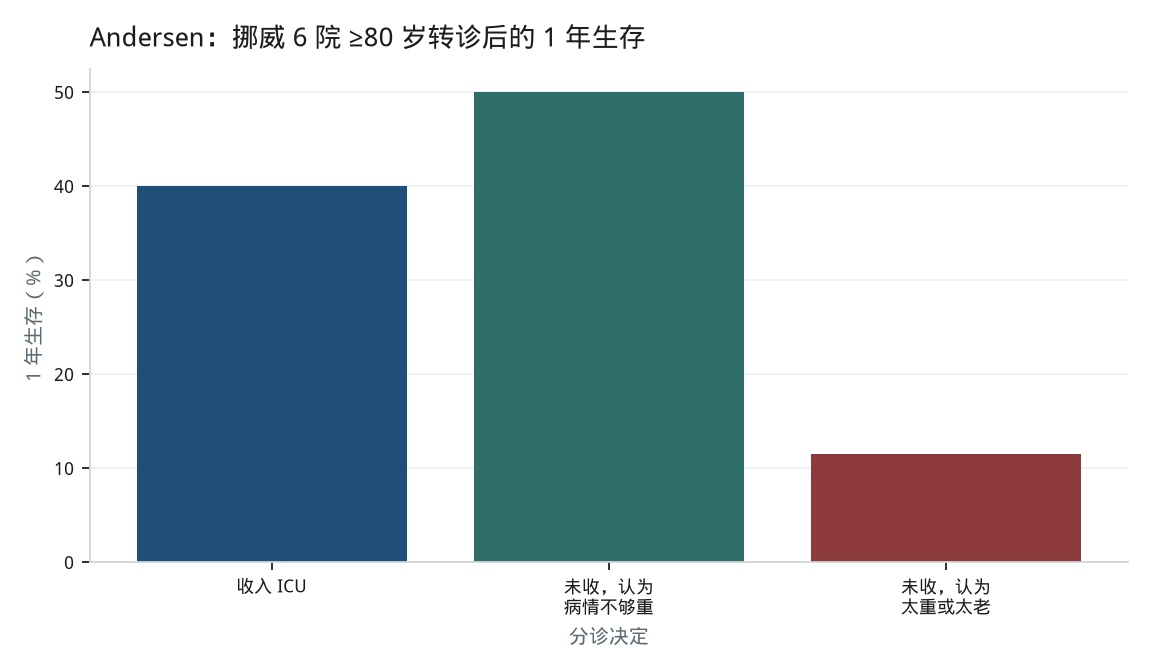 Andersen：挪威 6 院 ≥80 岁转诊后的 1 年生存
1 年生存（%）
50
40
30
20
10
0
收入 ICU
未收，认为
病情不够重
未收，认为
太重或太老
分诊决定